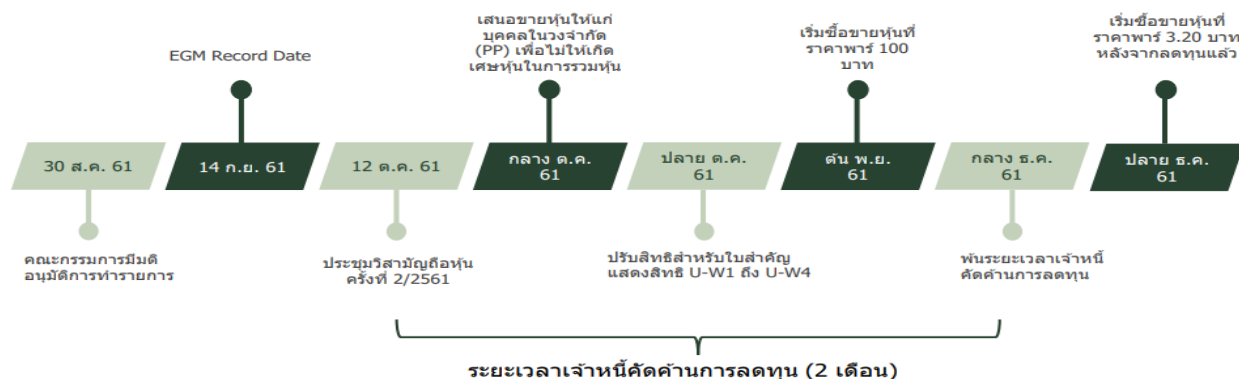 เสนอขายหุ้นให้แก่
บุคคลในวงจำกัด
(PP) เพื่อไม่ให้เกิด
เศษหุ้นในการรวมหุ้น
EGM Record Date
เริ่มซื้อขายหุ้นที่
ราคาพาร์ 100
บาท
เริ่มซื้อขายหุ้นที่
ราคาพาร์ 3.20 บาท
หลังจากลดทุนแล้ว
30 ส.ค. 61
14 ก.ย. 61
12 ต.ค. 61
กลาง ต.ค.
61
ปลาย ต.ค.
61
ต้น พ.ย.
61
กลาง ธ.ค.
61
ปลาย ธ.ค.
61
คณะกรรมการมีมติ
อนุมัติการทำรายการ
ประชุมวิสามัญถือหุ้น
ครั้งที่ 2/2561
ปรับสิทธิสำหรับใบสำคัญ
แสดงสิทธิ U-W1 ถึง U-W4
พ้นระยะเวลาเจ้าหนี้
คัดค้านการลดทุน
ระยะเวลาเจ้าหนี้คัดค้านการลดทุน (2 เดือน)